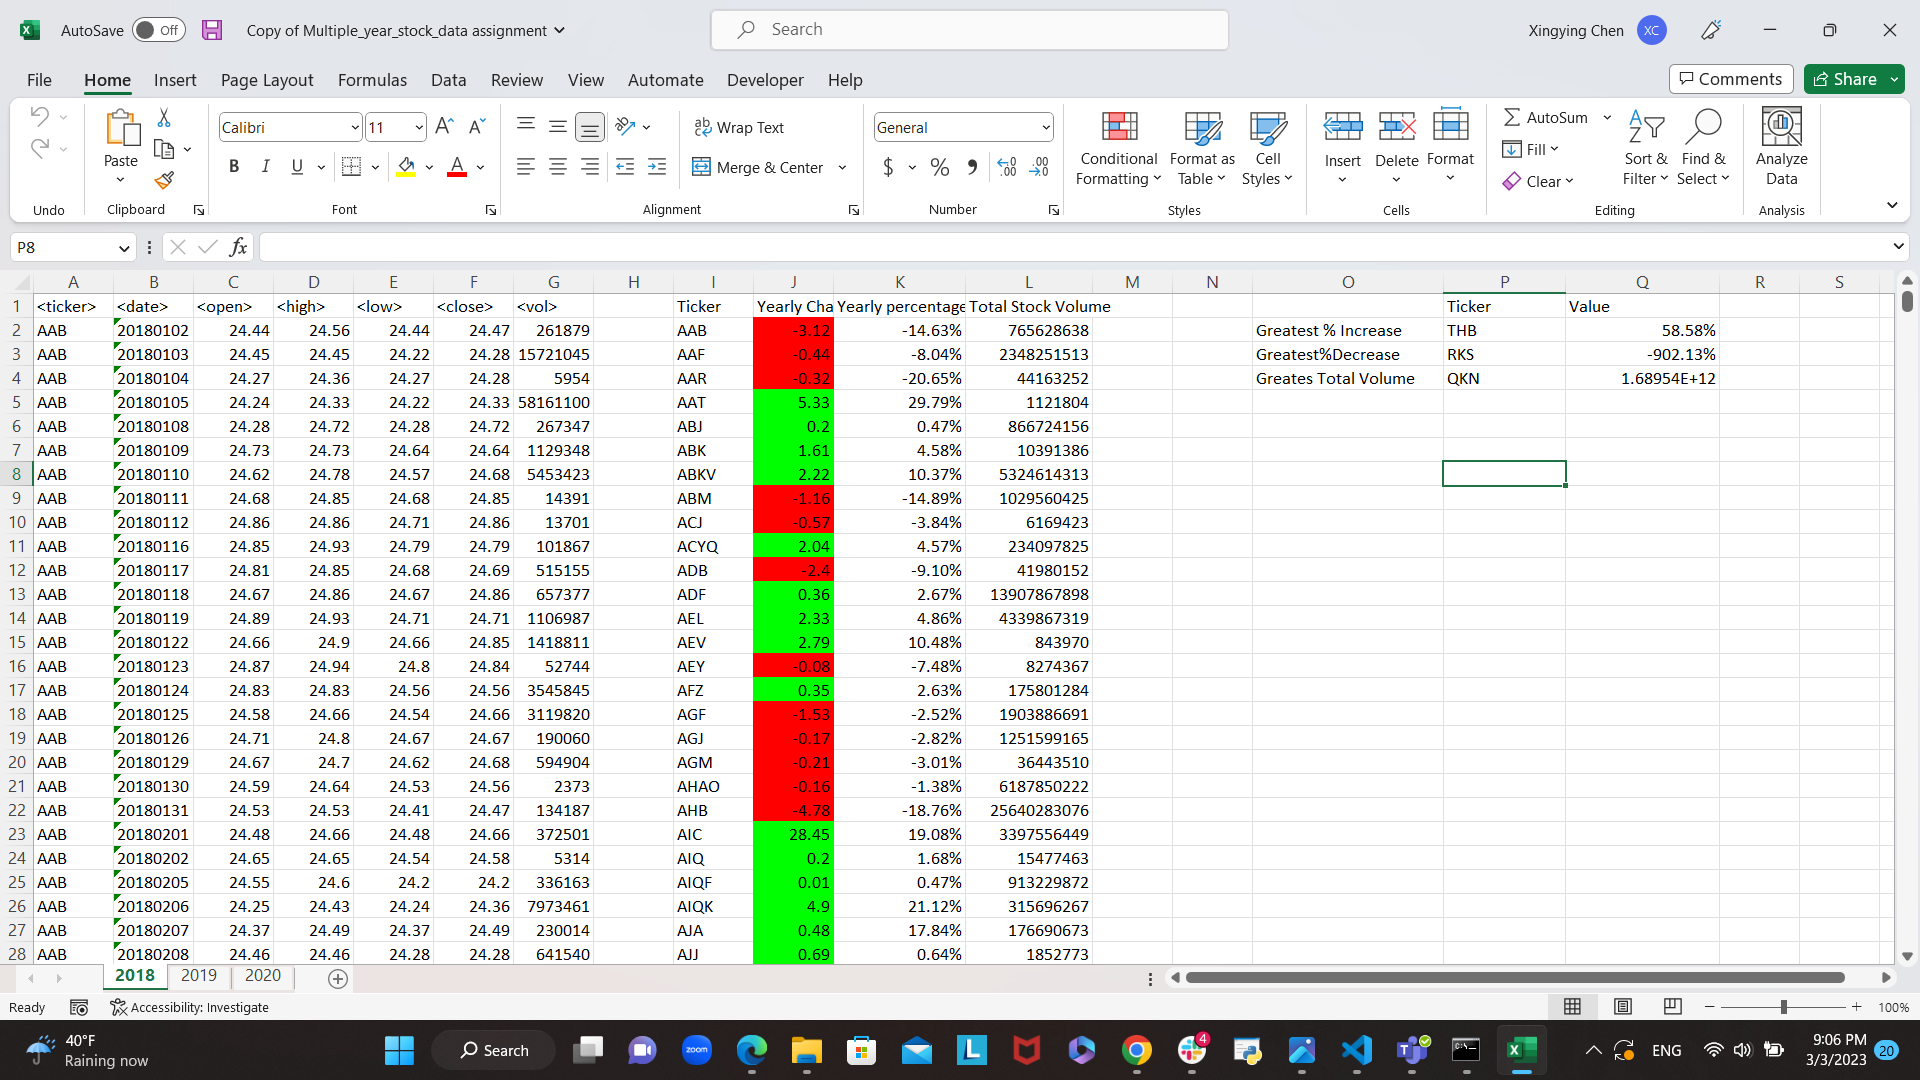 AutoSave Off Copy of Multiple_year_stock_data assignment Search Xingying Chen XC
File Home Insert Page Layout Formulas Data Review View Automate Developer Help Comments Share
Calibri 11 A A ab Wrap Text General AutoSum
Paste B I U A Merge & Center $ % Conditional Formatting Format as Table Cell Styles Insert Delete Format Fill Clear Sort & Filter Find & Select Analyze Data
Undo Clipboard Font Alignment Number Styles Cells Editing Analysis
P8 fx
A B C D E F G H I J K L M N O P Q R S
1 <ticker> <date> <open> <high> <low> <close> <vol> Ticker Yearly Cha Yearly percentage Total Stock Volume Ticker Value
2 AAB 20180102 24.44 24.56 24.44 24.47 261879 AAB -3.12 -14.63% 765628638 Greatest % Increase THB 58.58%
3 AAB 20180103 24.45 24.45 24.22 24.28 15721045 AAF -0.44 -8.04% 2348251513 Greatest%Decrease RKS -902.13%
4 AAB 20180104 24.27 24.36 24.27 24.28 5954 AAR -0.32 -20.65% 44163252 Greates Total Volume QKN 1.68954E+12
5 AAB 20180105 24.24 24.33 24.22 24.33 58161100 AAT 5.33 29.79% 1121804
6 AAB 20180108 24.28 24.72 24.28 24.72 267347 ABJ 0.2 0.47% 866724156
7 AAB 20180109 24.73 24.73 24.64 24.64 1129348 ABK 1.61 4.58% 10391386
8 AAB 20180110 24.62 24.78 24.57 24.68 5453423 ABKV 2.22 10.37% 5324614313
9 AAB 20180111 24.68 24.85 24.68 24.85 14391 ABM -1.16 -14.89% 1029560425
10 AAB 20180112 24.86 24.86 24.71 24.86 13701 ACJ -0.57 -3.84% 6169423
11 AAB 20180116 24.85 24.93 24.79 24.79 101867 ACYQ 2.04 4.57% 234097825
12 AAB 20180117 24.81 24.85 24.68 24.69 515155 ADB -2.4 -9.10% 41980152
13 AAB 20180118 24.67 24.86 24.67 24.86 657377 ADF 0.36 2.67% 13907867898
14 AAB 20180119 24.89 24.93 24.71 24.71 1106987 AEL 2.33 4.86% 4339867319
15 AAB 20180122 24.66 24.9 24.66 24.85 1418811 AEV 2.79 10.48% 843970
16 AAB 20180123 24.87 24.94 24.8 24.84 52744 AEY -0.08 -7.48% 8274367
17 AAB 20180124 24.83 24.83 24.56 24.56 3545845 AFZ 0.35 2.63% 175801284
18 AAB 20180125 24.58 24.66 24.54 24.66 3119820 AGF -1.53 -2.52% 1903886691
19 AAB 20180126 24.71 24.8 24.67 24.67 190060 AGJ -0.17 -2.82% 1251599165
20 AAB 20180129 24.67 24.7 24.62 24.68 594904 AGM -0.21 -3.01% 36443510
21 AAB 20180130 24.59 24.64 24.53 24.56 2373 AHAO -0.16 -1.38% 6187850222
22 AAB 20180131 24.53 24.53 24.41 24.47 134187 AHB -4.78 -18.76% 25640283076
23 AAB 20180201 24.48 24.66 24.48 24.66 372501 AIC 28.45 19.08% 3397556449
24 AAB 20180202 24.65 24.65 24.54 24.58 5314 AIQ 0.2 1.68% 15477463
25 AAB 20180205 24.55 24.6 24.2 24.2 336163 AIQF 0.01 0.47% 913229872
26 AAB 20180206 24.25 24.43 24.24 24.36 7973461 AIQK 4.9 21.12% 315696267
27 AAB 20180207 24.37 24.49 24.37 24.49 230014 AJA 0.48 17.84% 176690673
28 AAB 20180208 24.46 24.46 24.28 24.28 641540 AJJ 0.69 0.64% 1852773
2018 2019 2020
Ready Accessibility: Investigate 100%
40°F
Raining now
Search zoom L 4 ENG
9:06 PM
3/3/2023 20